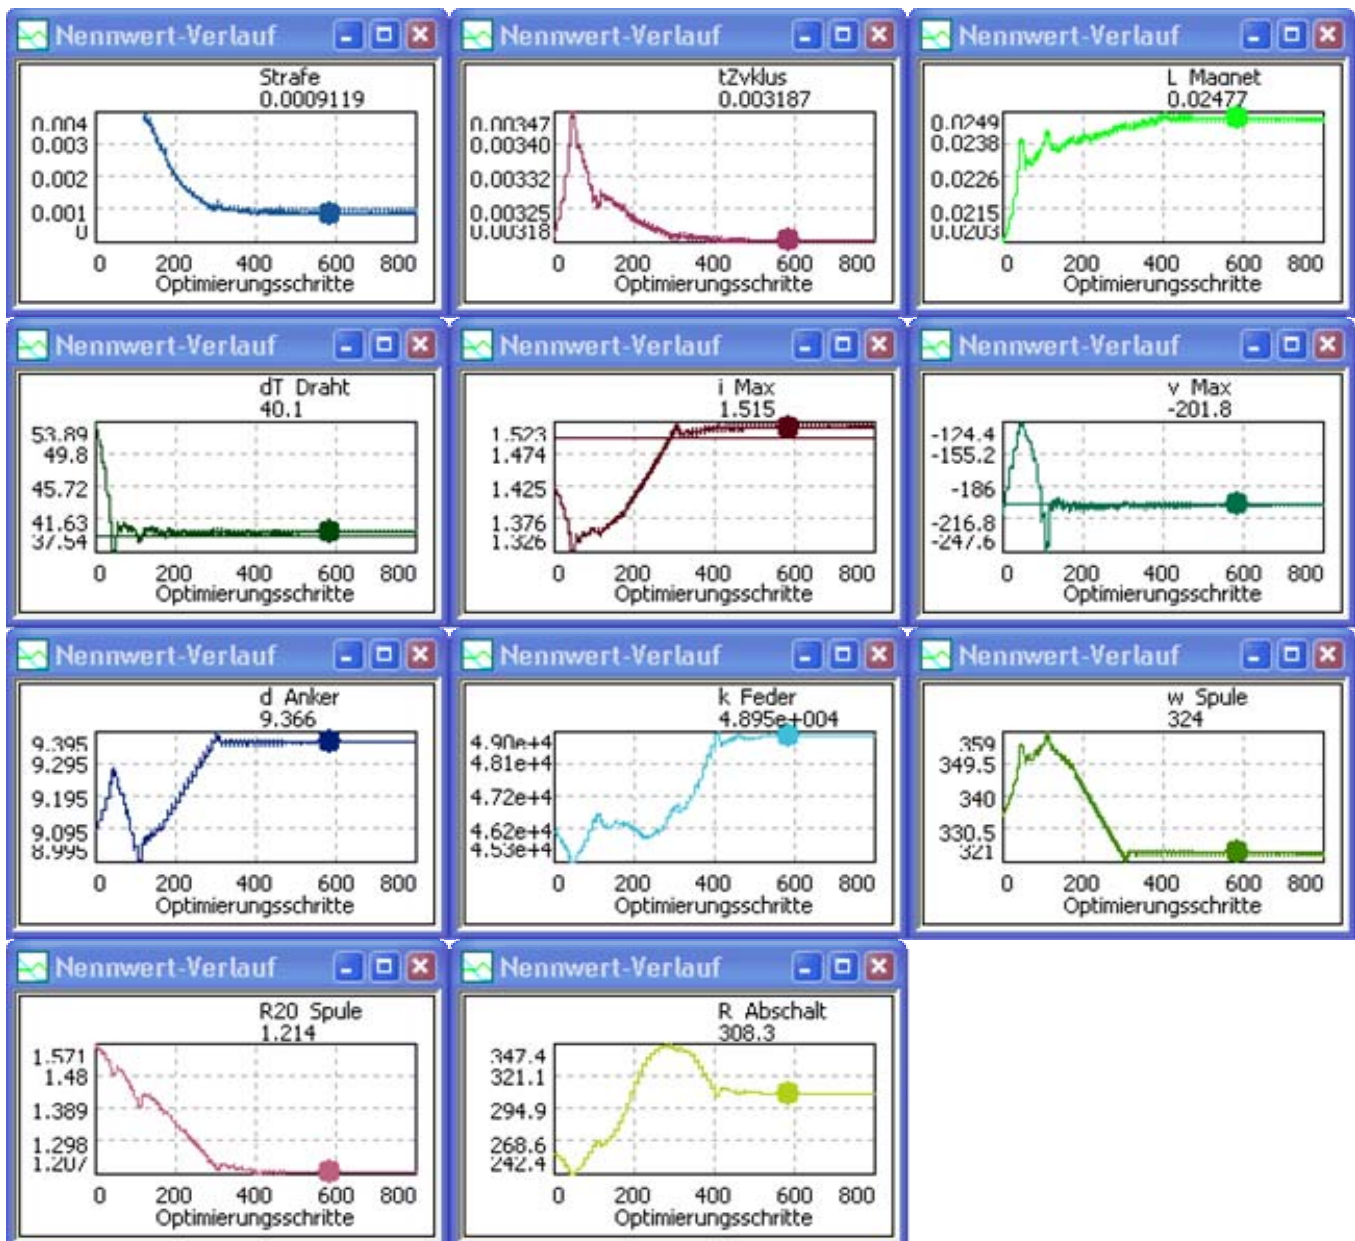 Nennwert-Verlauf
Strafe
0.0009119
0.004
0.003
0.002
0.001
0
0 200 400 600 800
Optimierungsschritte
Nennwert-Verlauf
tZyklus
0.003187
0.00347
0.00340
0.00332
0.00325
0.00318
0 200 400 600 800
Optimierungsschritte
Nennwert-Verlauf
L Magnet
0.02477
0.0249
0.0238
0.0226
0.0215
0.0203
0 200 400 600 800
Optimierungsschritte
Nennwert-Verlauf
dT Draht
40.1
53.89
49.8
45.72
41.63
37.54
0 200 400 600 800
Optimierungsschritte
Nennwert-Verlauf
i Max
1.515
1.523
1.474
1.425
1.376
1.326
0 200 400 600 800
Optimierungsschritte
Nennwert-Verlauf
v Max
-201.8
-124.4
-155.2
-186
-216.8
-247.6
0 200 400 600 800
Optimierungsschritte
Nennwert-Verlauf
d Anker
9.366
9.395
9.295
9.195
9.095
8.995
0 200 400 600 800
Optimierungsschritte
Nennwert-Verlauf
k Feder
4.895e+004
4.90e+4
4.81e+4
4.72e+4
4.62e+4
4.53e+4
0 200 400 600 800
Optimierungsschritte
Nennwert-Verlauf
w Spule
324
359
349.5
340
330.5
321
0 200 400 600 800
Optimierungsschritte
Nennwert-Verlauf
R20 Spule
1.214
1.571
1.48
1.389
1.298
1.207
0 200 400 600 800
Optimierungsschritte
Nennwert-Verlauf
R Abschalt
308.3
347.4
321.1
294.9
268.6
242.4
0 200 400 600 800
Optimierungsschritte